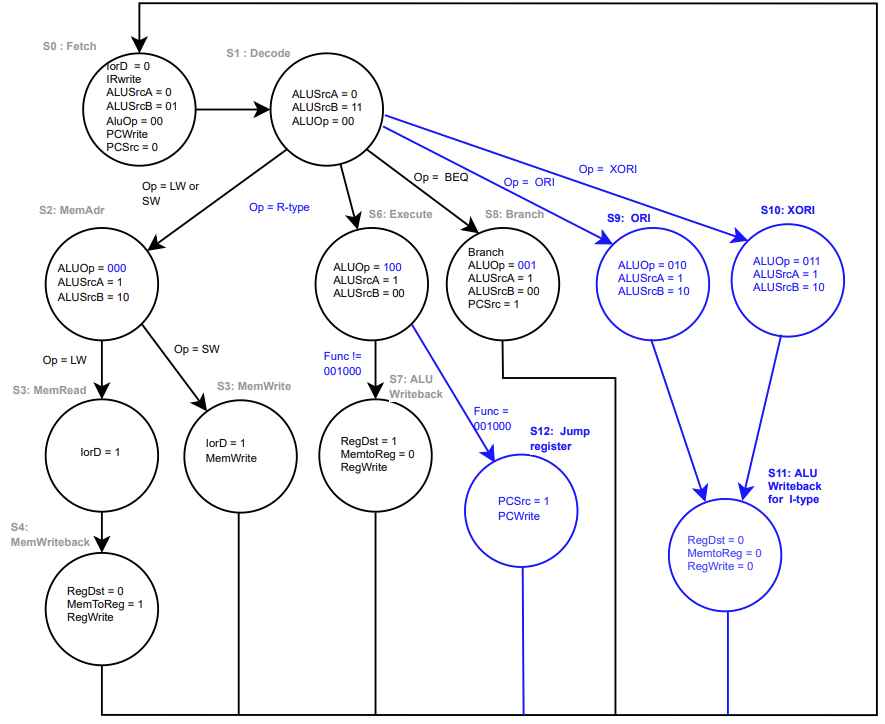 S0 : Fetch
IorD = 0
IRwrite
ALUSrcA = 0
ALUSrcB = 01
AluOp = 00
PCWrite
PCSrc = 0
S1 : Decode
ALUSrcA = 0
ALUSrcB = 11
ALUOp = 00
Op = LW or
SW
Op = R-type
Op = BEQ
Op = ORI
Op = XORI
S2: MemAdr
ALUOp = 000
ALUSrcA = 1
ALUSrcB = 10
S6: Execute
ALUOp = 100
ALUSrcA = 1
ALUSrcB = 00
S8: Branch
Branch
ALUOp = 001
ALUSrcA = 1
ALUSrcB = 00
PCSrc = 1
S9: ORI
ALUOp = 010
ALUSrcA = 1
ALUSrcB = 10
S10: XORI
ALUOp = 011
ALUSrcA = 1
ALUSrcB = 10
Op = LW
Op = SW
Func !=
001000
Func =
001000
S3: MemRead
IorD = 1
S3: MemWrite
IorD = 1
MemWrite
S7: ALU
Writeback
RegDst = 1
MemtoReg = 0
RegWrite
S12: Jump
register
PCSrc = 1
PCWrite
S11: ALU
Writeback
for I-type
RegDst = 0
MemtoReg = 0
RegWrite = 0
S4:
MemWriteback
RegDst = 0
MemToReg = 1
RegWrite